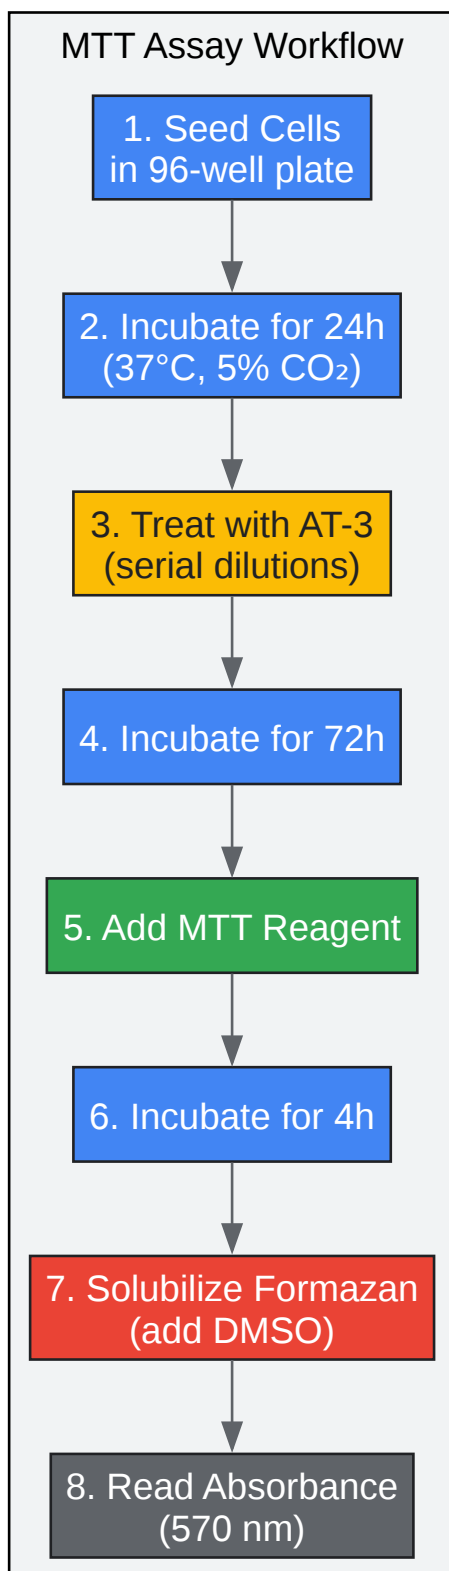 MTT Assay Workflow
1. Seed Cells
in 96-well plate
2. Incubate for 24h
(37°C, 5% CO₂)
3. Treat with AT-3
(serial dilutions)
4. Incubate for 72h
5. Add MTT Reagent
6. Incubate for 4h
7. Solubilize Formazan
(add DMSO)
8. Read Absorbance
(570 nm)